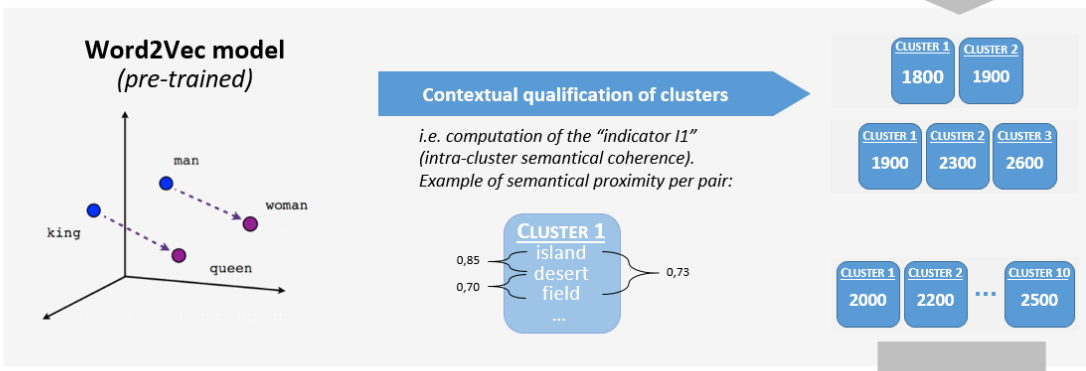 Word2Vec model
(pre-trained)
man
woman
king
queen
Contextual qualification of clusters
i.e. computation of the “indicator I1”
(intra-cluster semantical coherence).
Example of semantical proximity per pair:
CLUSTER 1
island
desert
field
...
0,85
0,70
0,73
CLUSTER 1 CLUSTER 2
1800 1900
CLUSTER 1 CLUSTER 2 CLUSTER 3
1900 2300 2600
CLUSTER 1 CLUSTER 2 ... CLUSTER 10
2000 2200 2500